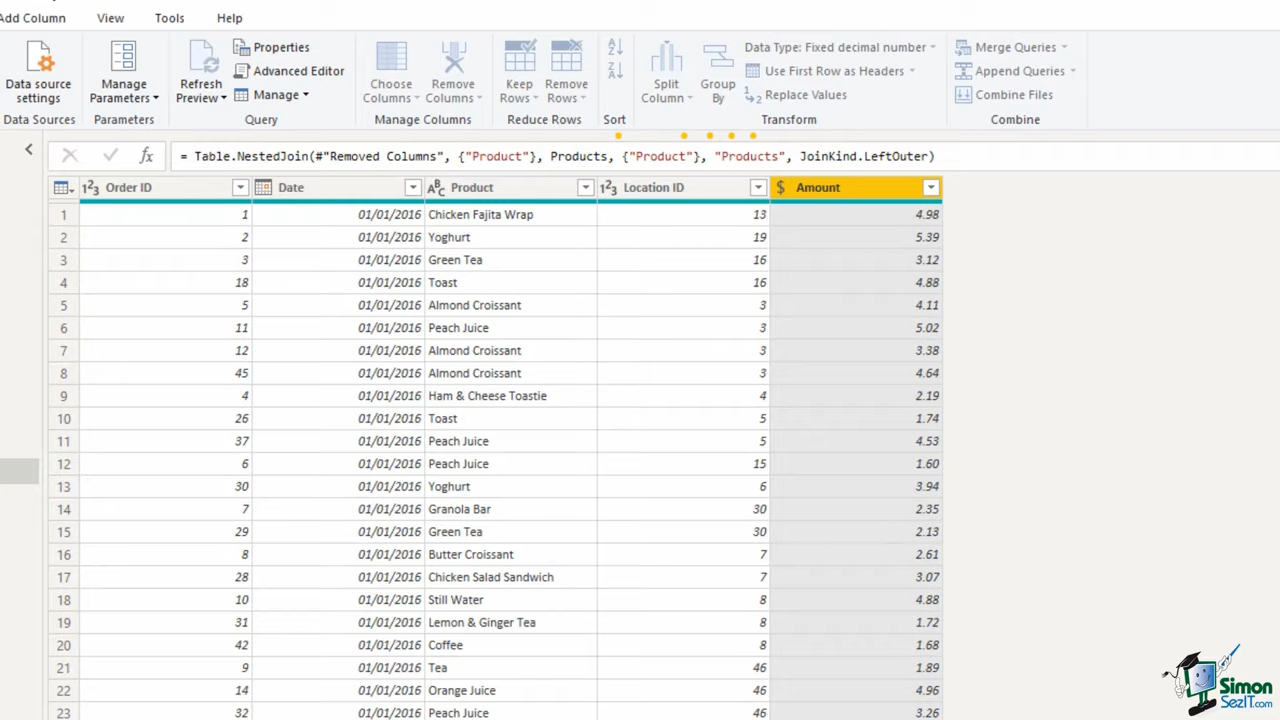 Add Column View Tools Help
Data source settings
Manage Parameters
Refresh Preview
Properties
Advanced Editor
Manage
Choose Columns
Remove Columns
Keep Rows
Remove Rows
Split Column
Group By
Data Type: Fixed decimal number
Use First Row as Headers
Replace Values
Merge Queries
Append Queries
Combine Files
Data Sources Parameters Query Manage Columns Reduce Rows Sort Transform Combine
fx = Table.NestedJoin(#"Removed Columns", {"Product"}, Products, {"Product"}, "Products", JoinKind.LeftOuter)
1²3 Order ID Date ABC Product 1²3 Location ID $ Amount
1 1 01/01/2016 Chicken Fajita Wrap 13 4.98
2 2 01/01/2016 Yoghurt 19 5.39
3 3 01/01/2016 Green Tea 16 3.12
4 18 01/01/2016 Toast 16 4.88
5 5 01/01/2016 Almond Croissant 3 4.11
6 11 01/01/2016 Peach Juice 3 5.02
7 12 01/01/2016 Almond Croissant 3 3.38
8 45 01/01/2016 Almond Croissant 3 4.64
9 4 01/01/2016 Ham & Cheese Toastie 4 2.19
10 26 01/01/2016 Toast 5 1.74
11 37 01/01/2016 Peach Juice 5 4.53
12 6 01/01/2016 Peach Juice 15 1.60
13 30 01/01/2016 Yoghurt 6 3.94
14 7 01/01/2016 Granola Bar 30 2.35
15 29 01/01/2016 Green Tea 30 2.13
16 8 01/01/2016 Butter Croissant 7 2.61
17 28 01/01/2016 Chicken Salad Sandwich 7 3.07
18 10 01/01/2016 Still Water 8 4.88
19 31 01/01/2016 Lemon & Ginger Tea 8 1.72
20 42 01/01/2016 Coffee 8 1.68
21 9 01/01/2016 Tea 46 1.89
22 14 01/01/2016 Orange Juice 46 4.96
23 32 01/01/2016 Peach Juice 46 3.26
Simon
SezIT.com